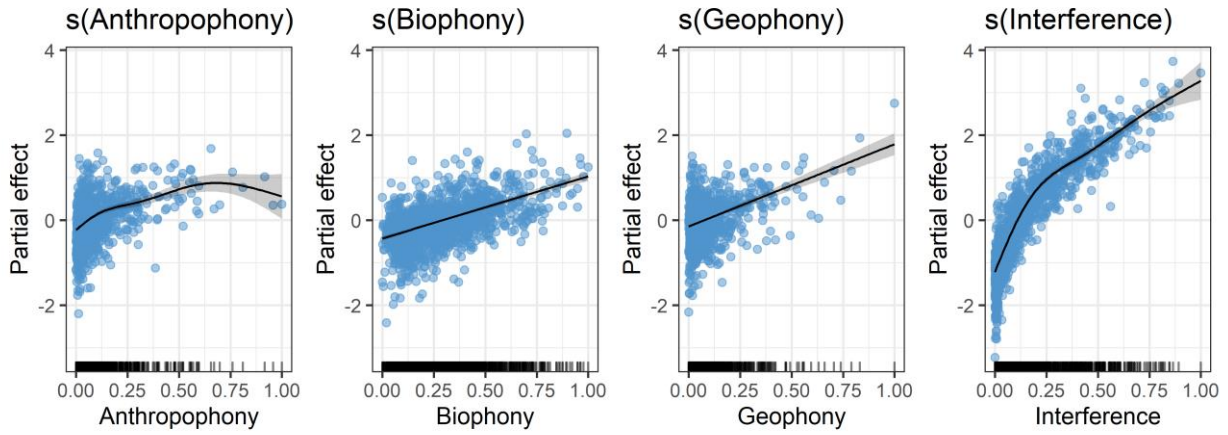 s(Anthropophony)
Partial effect
4
2
0
-2
0.00 0.25 0.50 0.75 1.00
Anthropophony
s(Biophony)
Partial effect
4
2
0
-2
0.00 0.25 0.50 0.75 1.00
Biophony
s(Geophony)
Partial effect
4
2
0
-2
0.00 0.25 0.50 0.75 1.00
Geophony
s(Interference)
Partial effect
4
2
0
-2
0.00 0.25 0.50 0.75 1.00
Interference